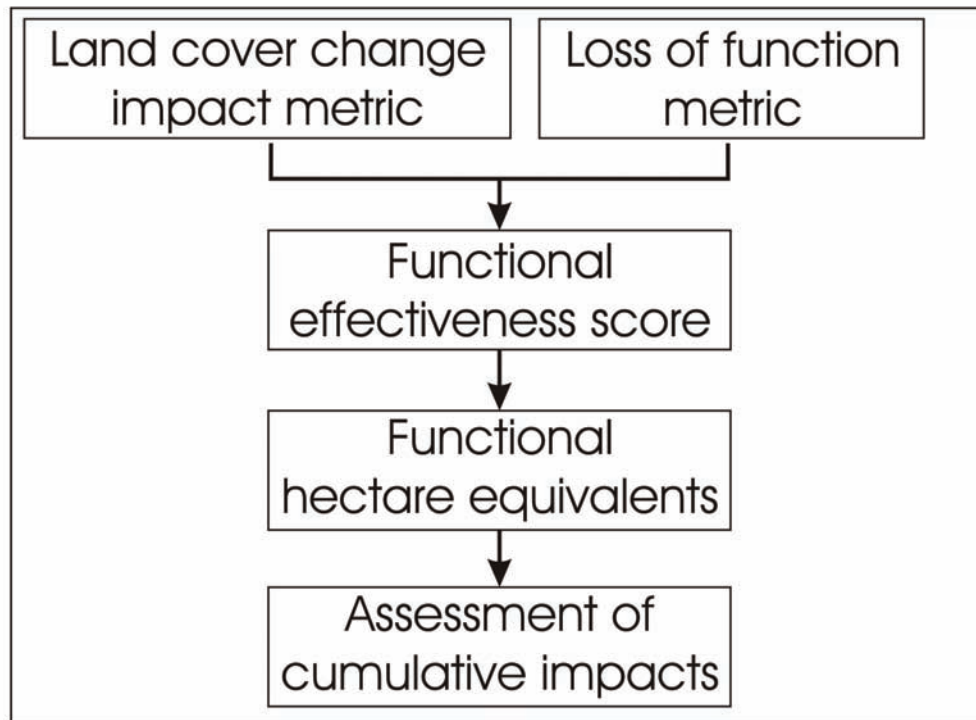 Land cover change
impact metric
Loss of function
metric
Functional
effectiveness score
Functional
hectare equivalents
Assessment of
cumulative impacts